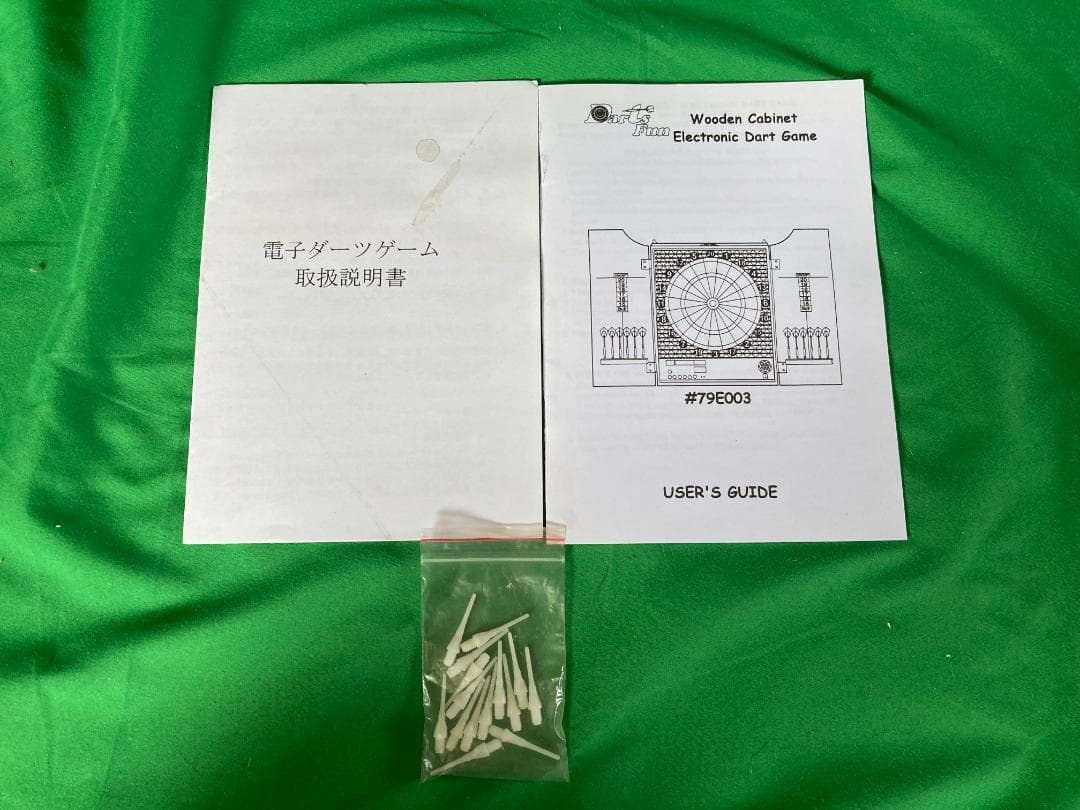 電子ダーツゲーム
取扱説明書
Darts
Fun
Wooden Cabinet
Electronic Dart Game
#79E003
USER'S GUIDE